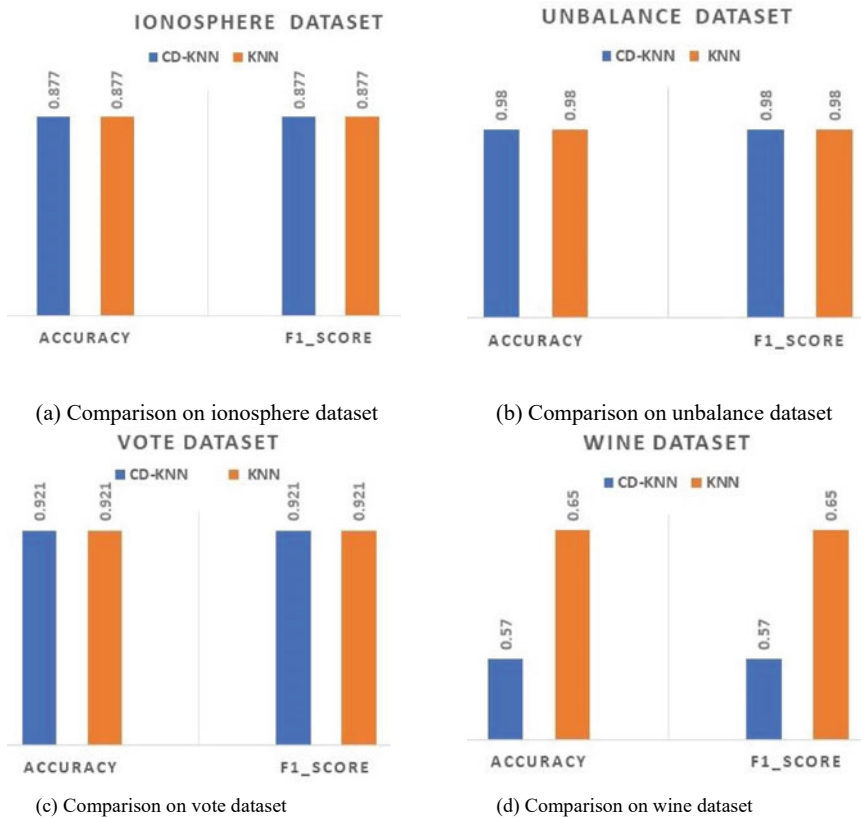 IONOSPHERE DATASET
CD-KNN KNN
0.877 0.877 0.877 0.877
ACCURACY F1_SCORE
(a) Comparison on ionosphere dataset
UNBALANCE DATASET
CD-KNN KNN
0.98 0.98 0.98 0.98
ACCURACY F1_SCORE
(b) Comparison on unbalance dataset
VOTE DATASET
CD-KNN KNN
0.921 0.921 0.921 0.921
ACCURACY F1_SCORE
(c) Comparison on vote dataset
WINE DATASET
CD-KNN KNN
0.57 0.65 0.57 0.65
ACCURACY F1_SCORE
(d) Comparison on wine dataset